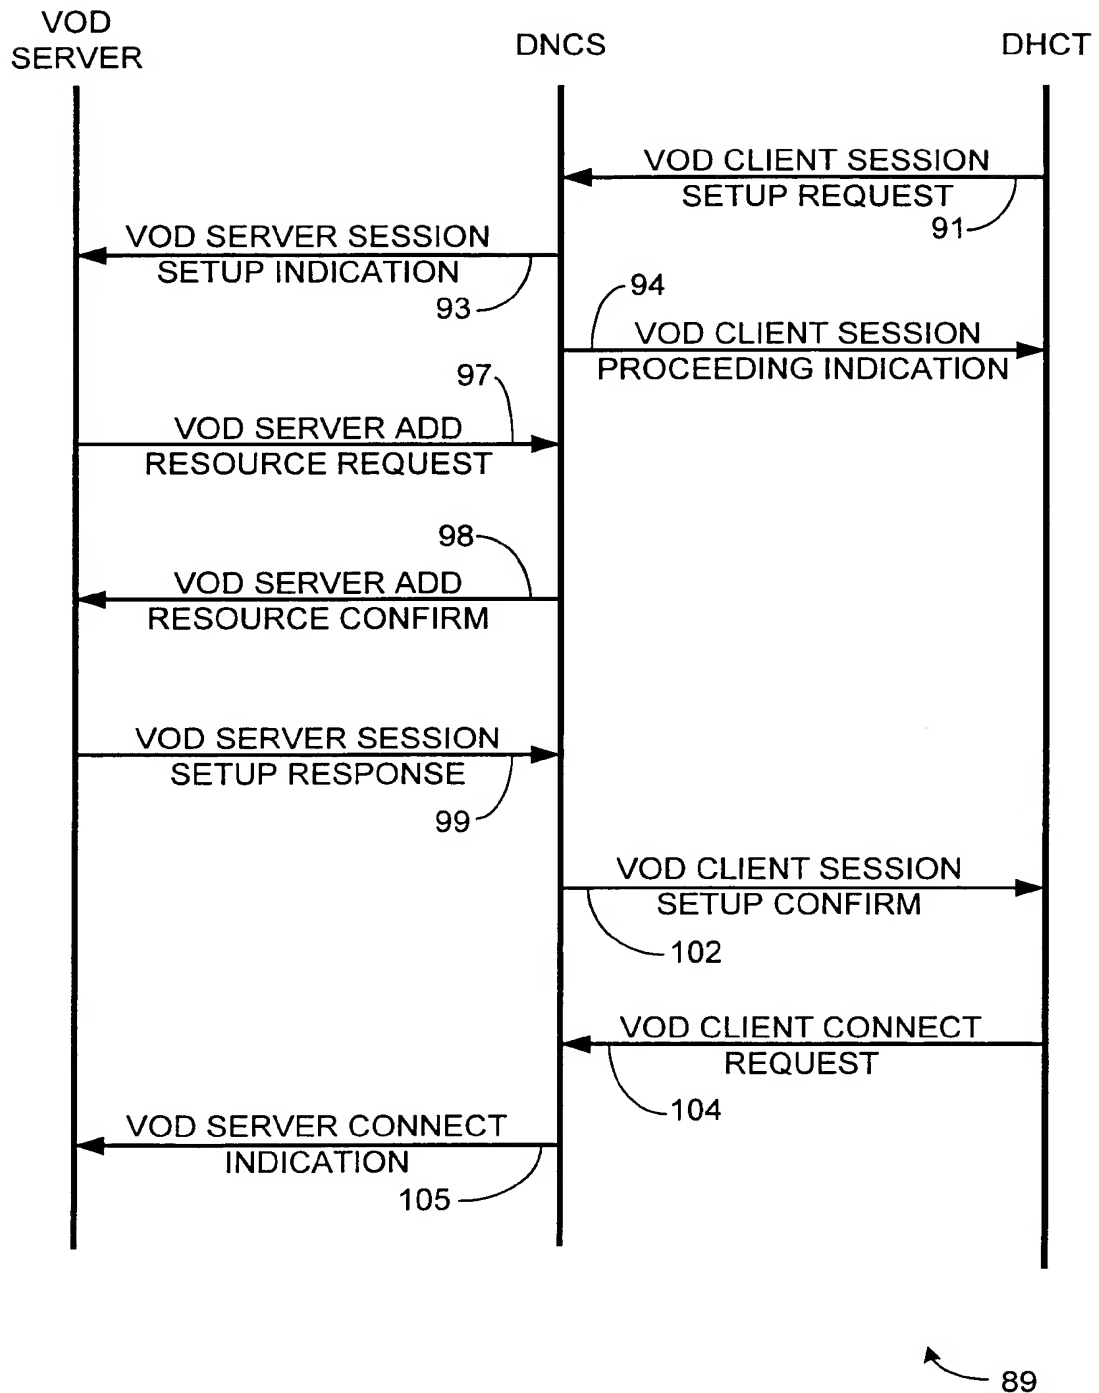 VOD
SERVER
DNCS
DHCT
VOD CLIENT SESSION
SETUP REQUEST
91
VOD SERVER SESSION
SETUP INDICATION
93
94
VOD CLIENT SESSION
PROCEEDING INDICATION
97
VOD SERVER ADD
RESOURCE REQUEST
98
VOD SERVER ADD
RESOURCE CONFIRM
VOD SERVER SESSION
SETUP RESPONSE
99
VOD CLIENT SESSION
SETUP CONFIRM
102
VOD CLIENT CONNECT
REQUEST
104
VOD SERVER CONNECT
INDICATION
105
89